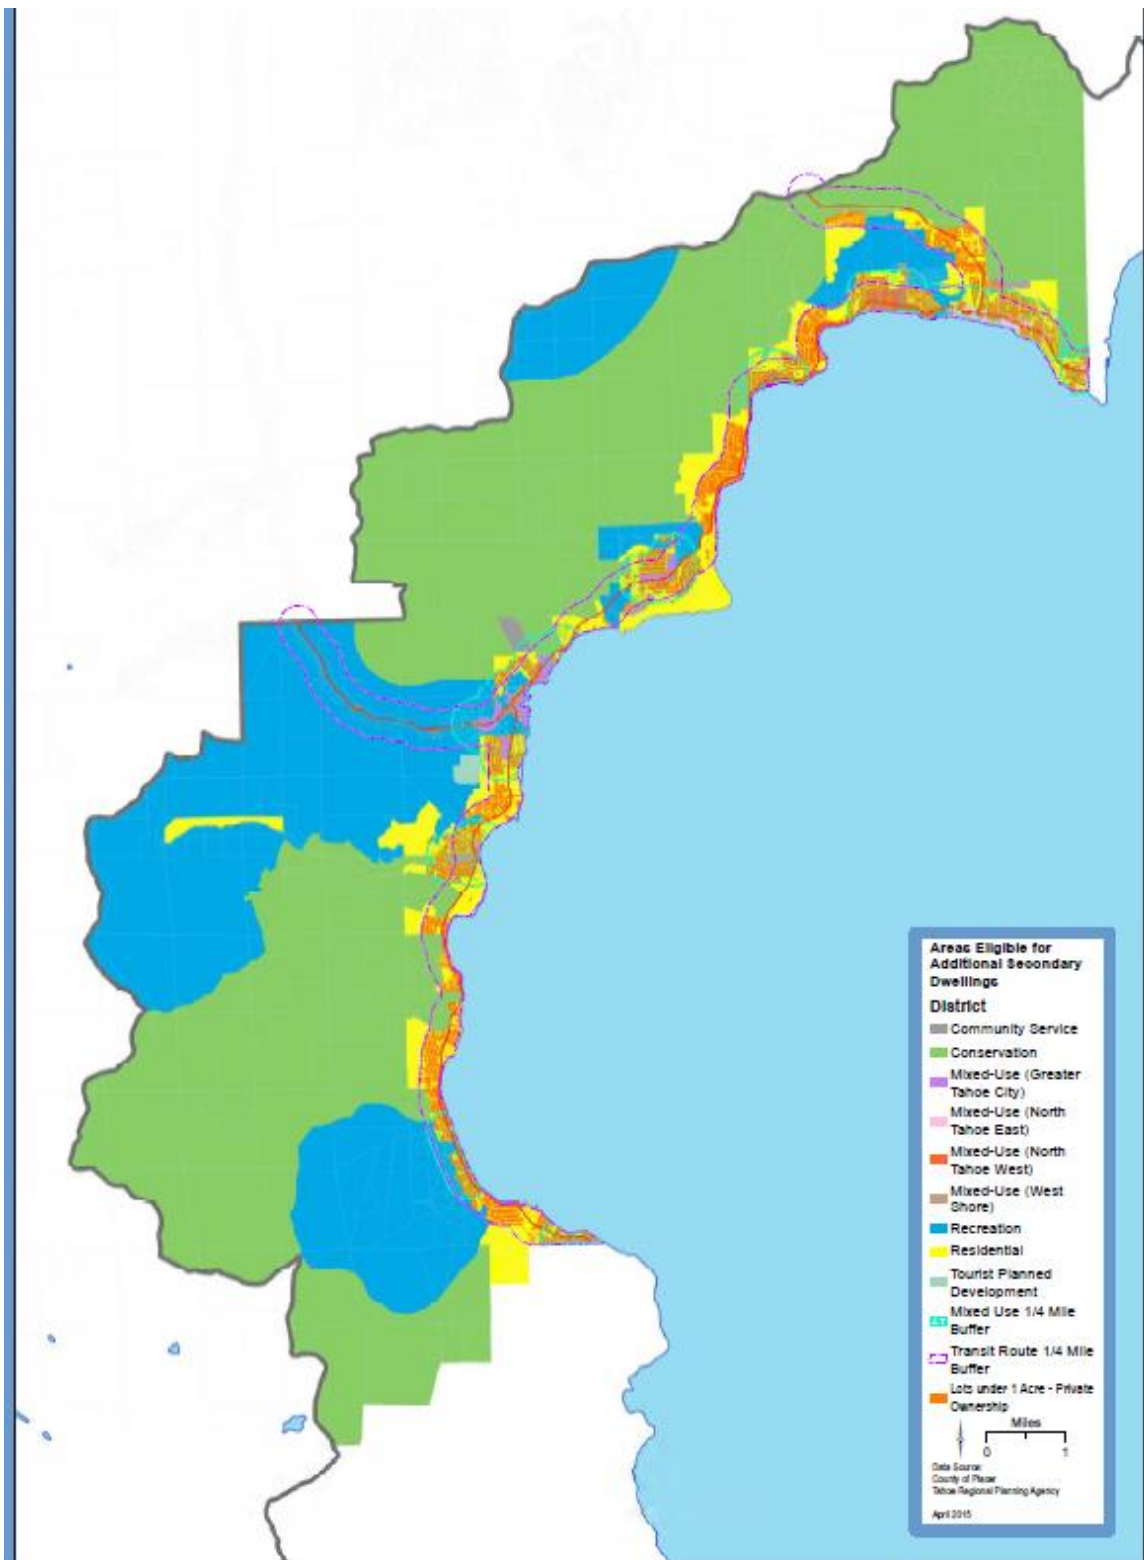 Areas Eligible for
Additional Secondary
Dwellings
District
Community Service
Conservation
Mixed-Use (Greater
Tahoe City)
Mixed-Use (North
Tahoe East)
Mixed-Use (North
Tahoe West)
Mixed-Use (West
Shore)
Recreation
Residential
Tourist Planned
Development
Mixed Use 1/4 Mile
Buffer
Transit Route 1/4 Mile
Buffer
Lots under 1 Acre - Private
Ownership
Miles
0 1
Data Source:
County of Placer
Tahoe Regional Planning Agency
April 2015